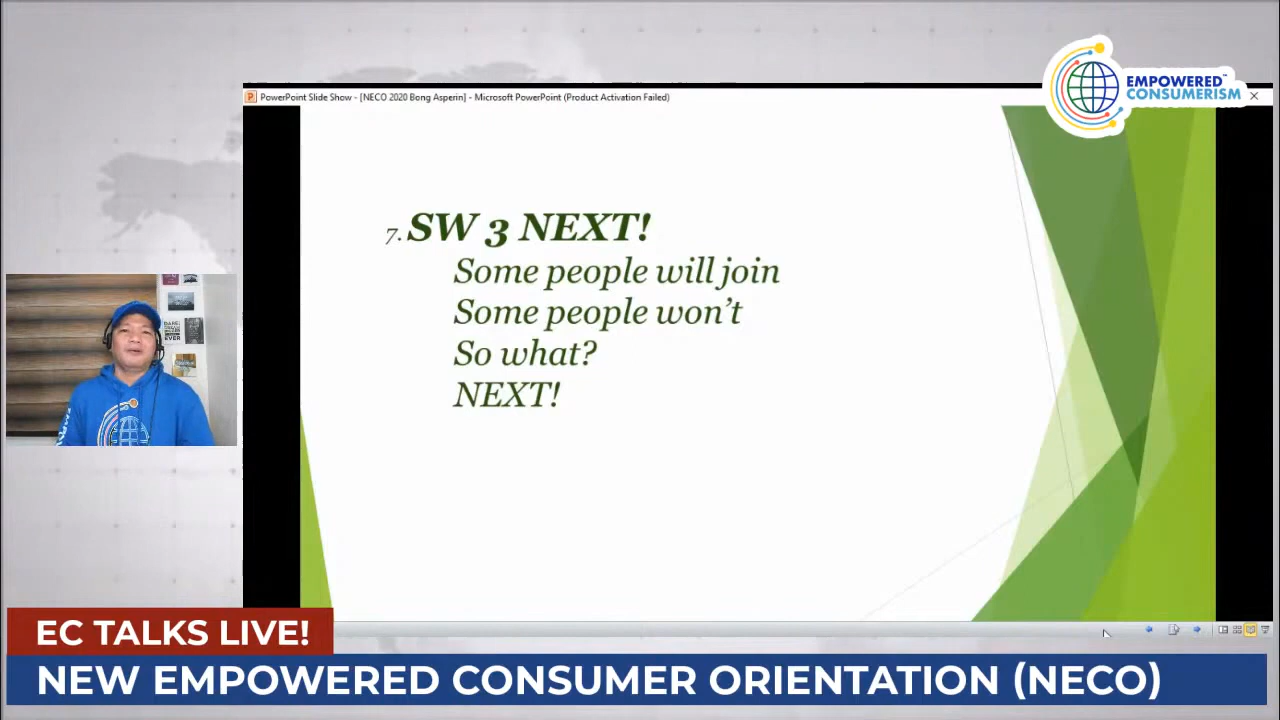 EMPOWERED™
CONSUMERISM
PowerPoint Slide Show - [NECO 2020 Bong Asperin] - Microsoft PowerPoint (Product Activation Failed)
7. SW 3 NEXT!
Some people will join
Some people won't
So what?
NEXT!
EC TALKS LIVE!
NEW EMPOWERED CONSUMER ORIENTATION (NECO)